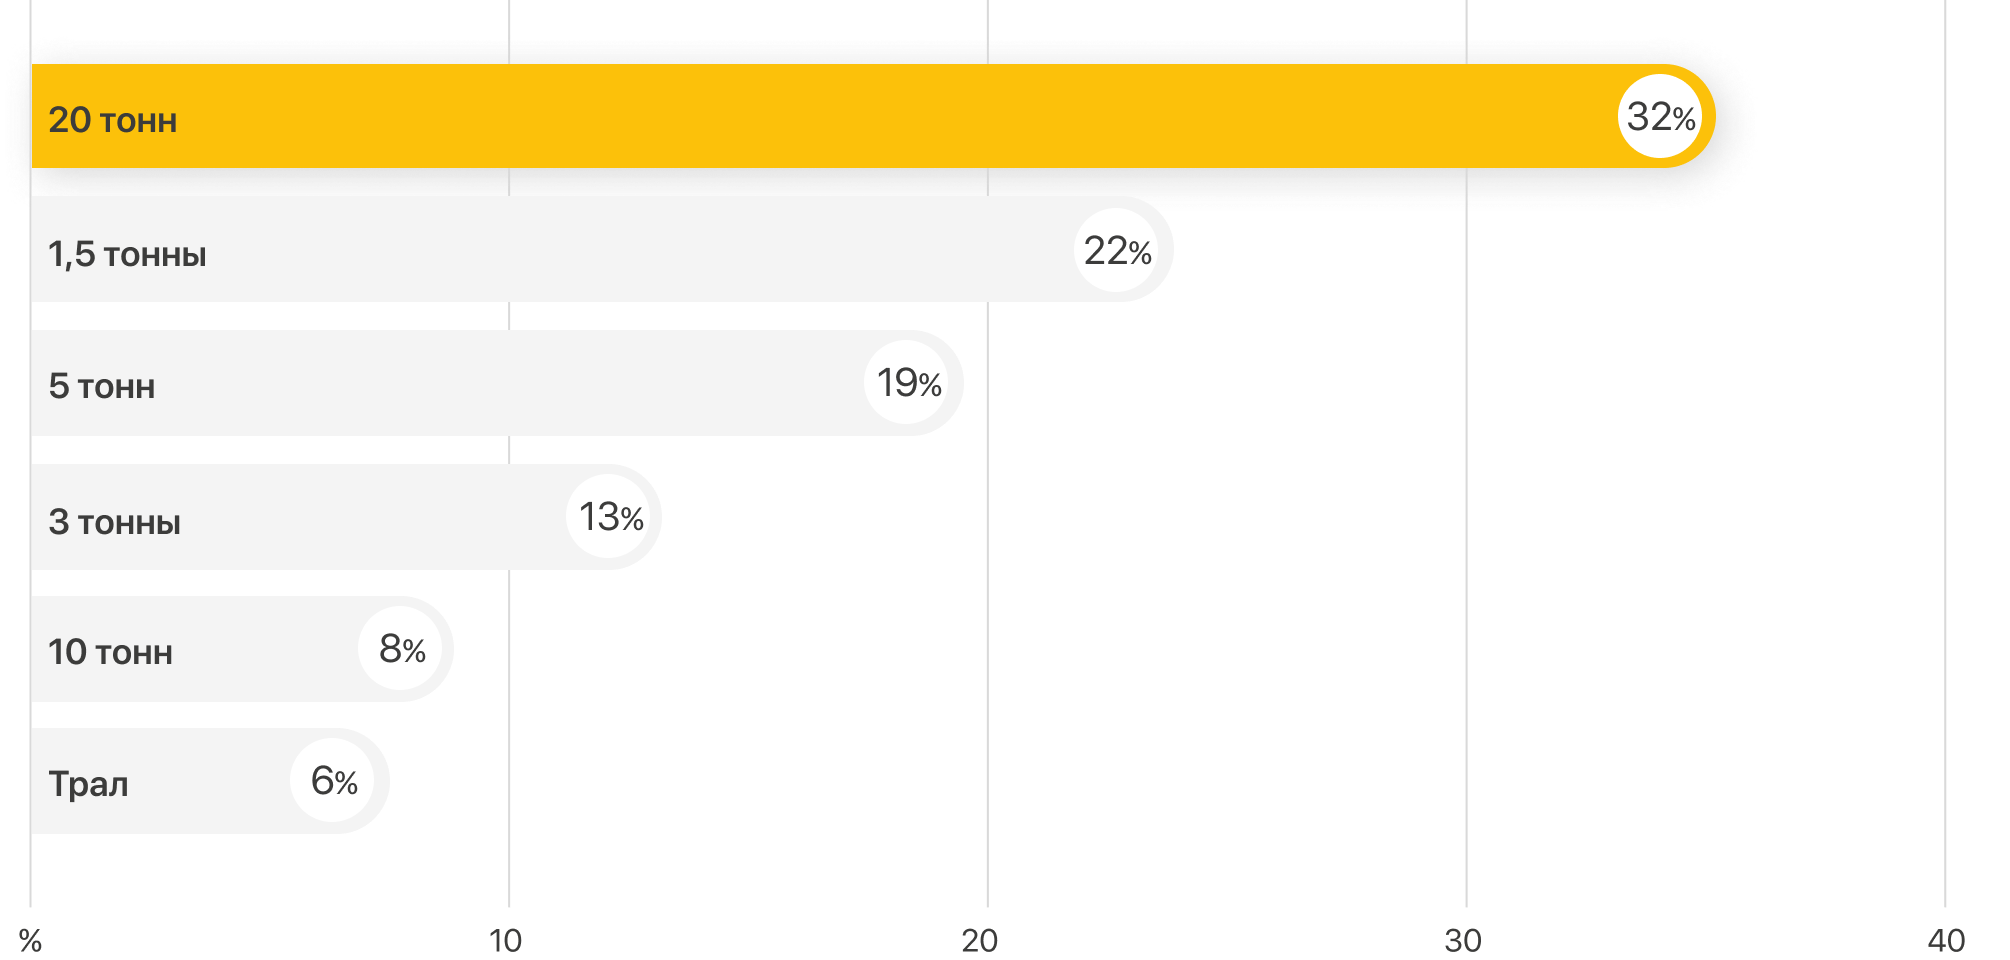 20 тонн 32%
1,5 тонны 22%
5 тонн 19%
3 тонны 13%
10 тонн 8%
Трал 6%
% 10 20 30 40